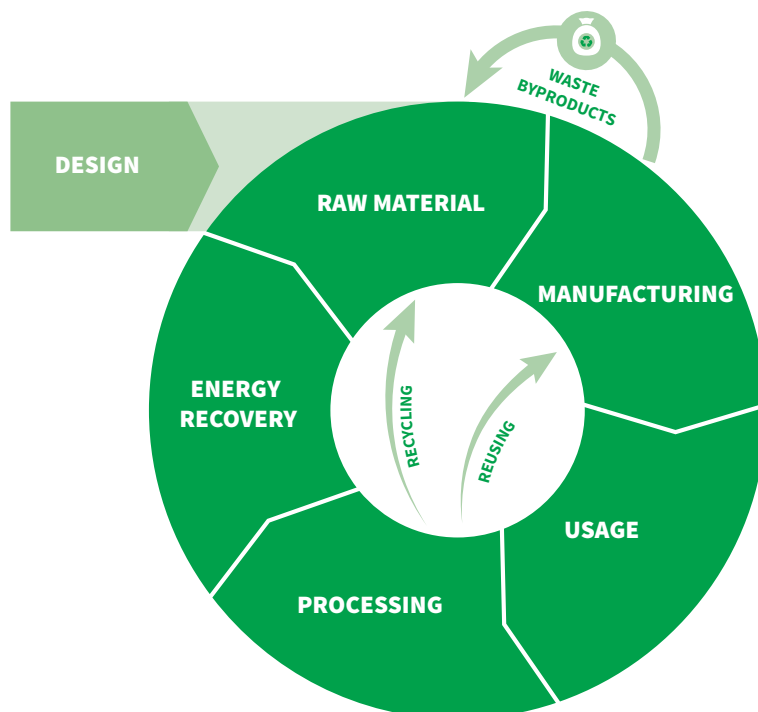 WASTE
BYPRODUCTS
DESIGN
RAW MATERIAL
MANUFACTURING
ENERGY
RECOVERY
RECYCLING
REUSING
USAGE
PROCESSING